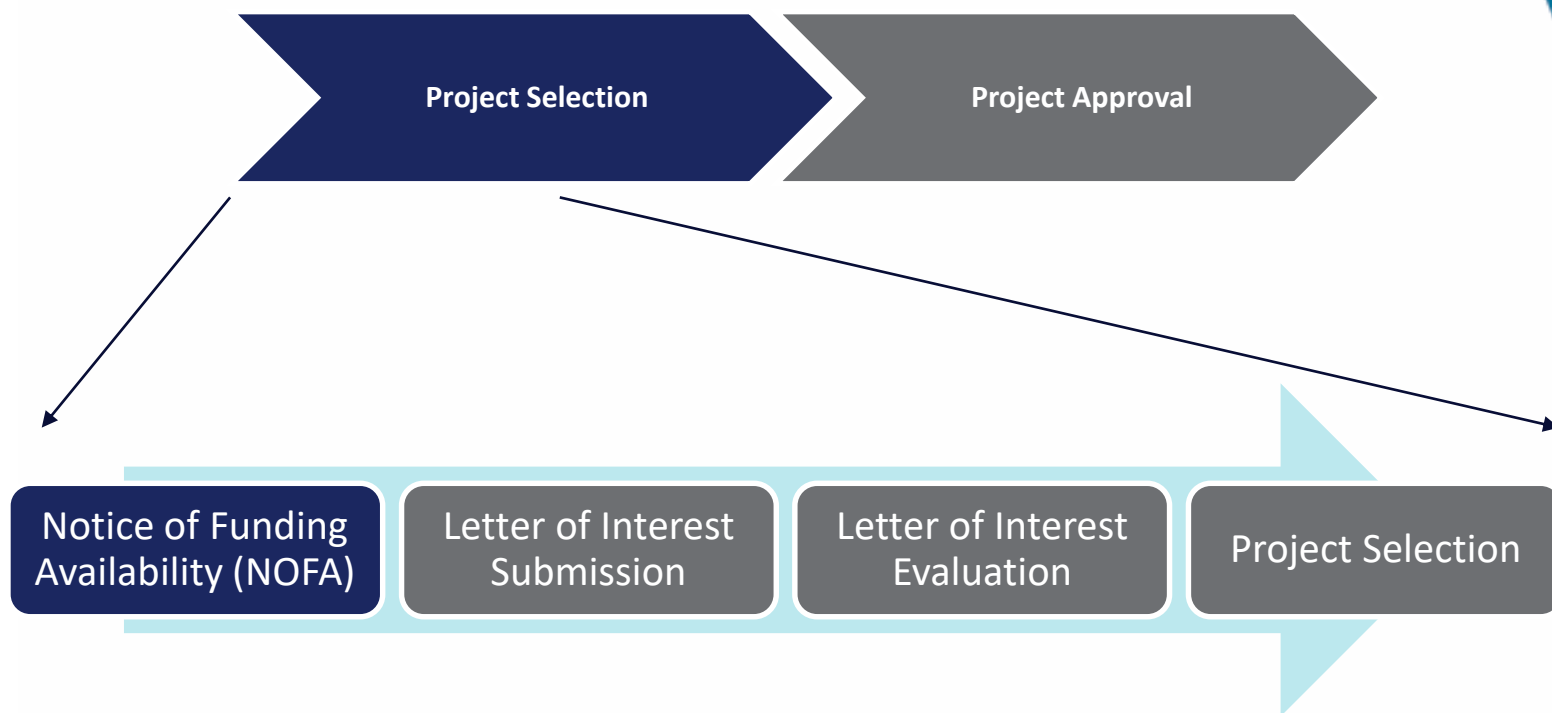 Project Selection
Project Approval
Notice of Funding
Availability (NOFA)
Letter of Interest
Submission
Letter of Interest
Evaluation
Project Selection